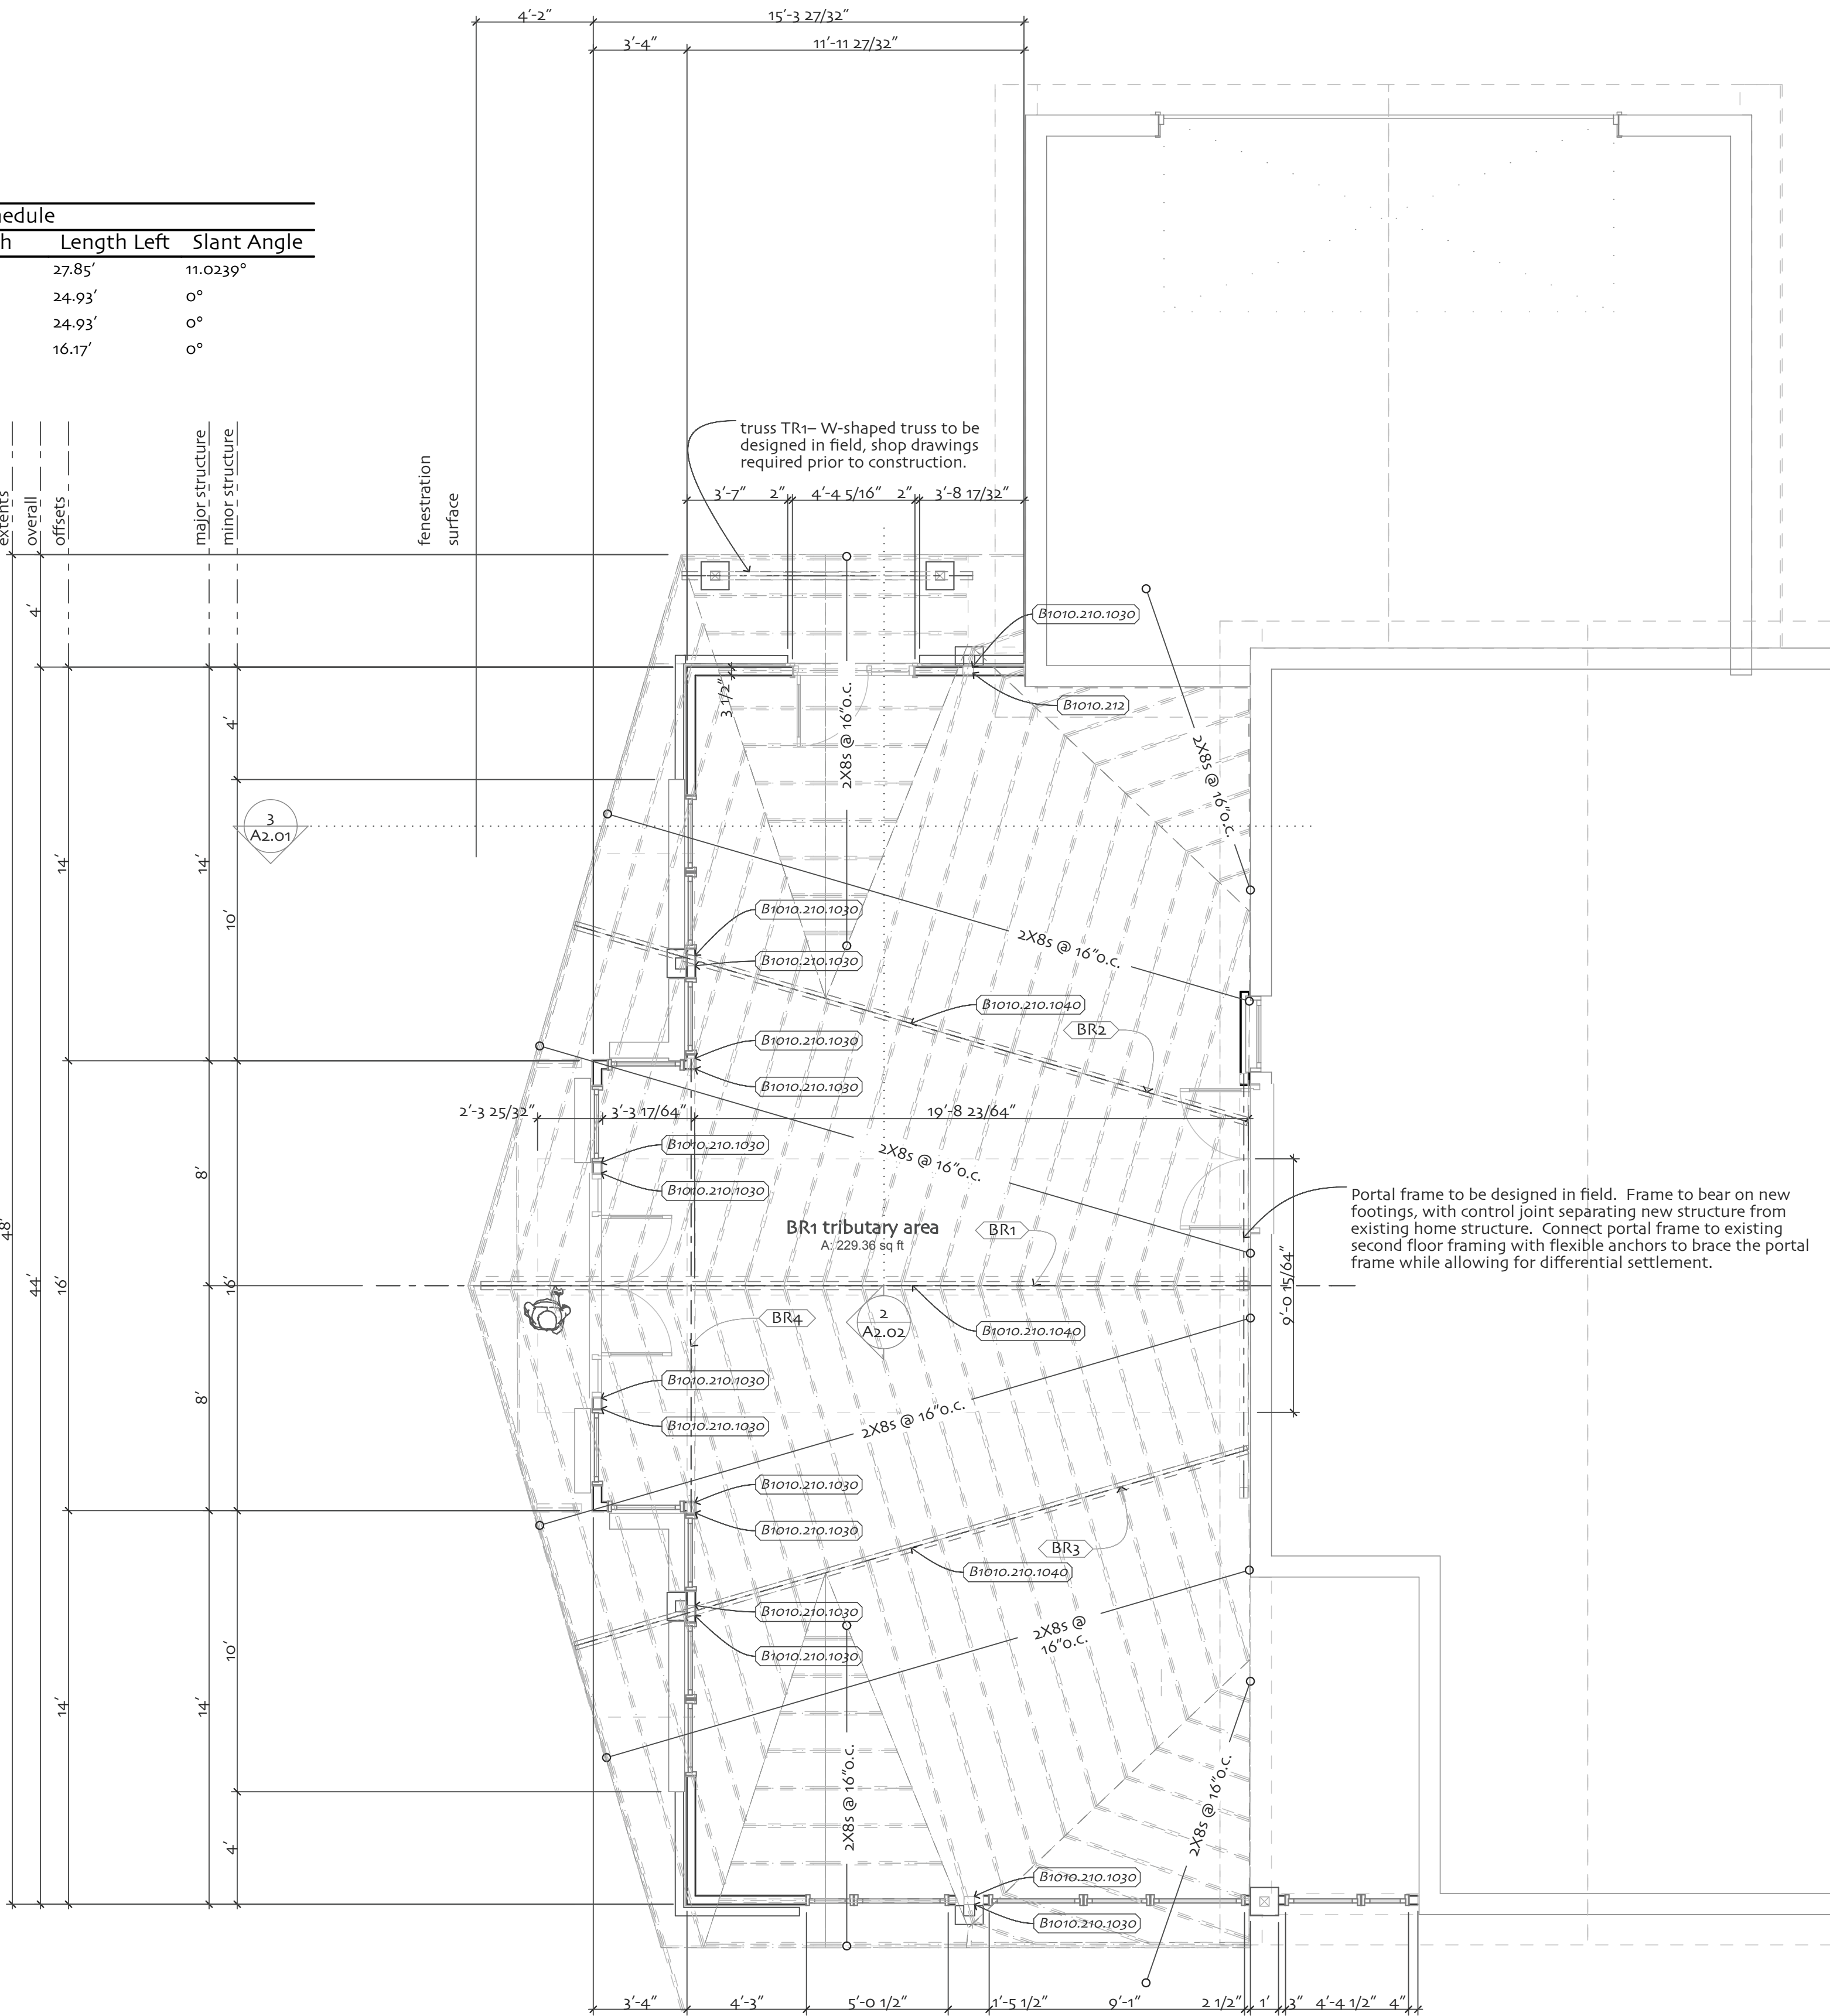 4'-2"
15'-3 27/32"
3'-4"
11'-11 27/32"
Length Left Slant Angle
27.85' 11.0239°
24.93' 0°
24.93' 0°
16.17' 0°
extents
overall
offsets
major structure
minor structure
fenestration
surface
truss TR1– W-shaped truss to be
designed in field, shop drawings
required prior to construction.
3'-7" 2" 4'-4 5/16" 2" 3'-8 17/32"
4'
B1010.210.1030
B1010.212
3 1/2"
2X8s @ 16"o.c.
2X8s @ 16"o.c.
4'
3
A2.01
14'
14'
10'
B1010.210.1030
B1010.210.1030
2X8s @ 16"o.c.
B1010.210.1040
BR2
B1010.210.1030
B1010.210.1030
2'-3 25/32" 3'-3 17/64" 19'-8 23/64"
B1010.210.1030
2X8s @ 16"o.c.
B1010.210.1030
8'
48'
BR1 tributary area
A: 229.36 sq ft
BR1
Portal frame to be designed in field. Frame to bear on new
footings, with control joint separating new structure from
existing home structure. Connect portal frame to existing
second floor framing with flexible anchors to brace the portal
frame while allowing for differential settlement.
44'
16'
16'
9'-0 15/64"
BR4
2
A2.02
B1010.210.1040
B1010.210.1030
8'
2X8s @ 16"o.c.
B1010.210.1030
B1010.210.1030
B1010.210.1030
BR3
B1010.210.1040
B1010.210.1030
B1010.210.1030
2X8s @
16"o.c.
10'
14'
14'
2X8s @ 16"o.c.
2X8s @ 16"o.c.
4'
B1010.210.1030
B1010.210.1030
3'-4" 4'-3" 5'-0 1/2" 1'-5 1/2" 9'-1" 2 1/2" 1' 3" 4'-4 1/2" 4"